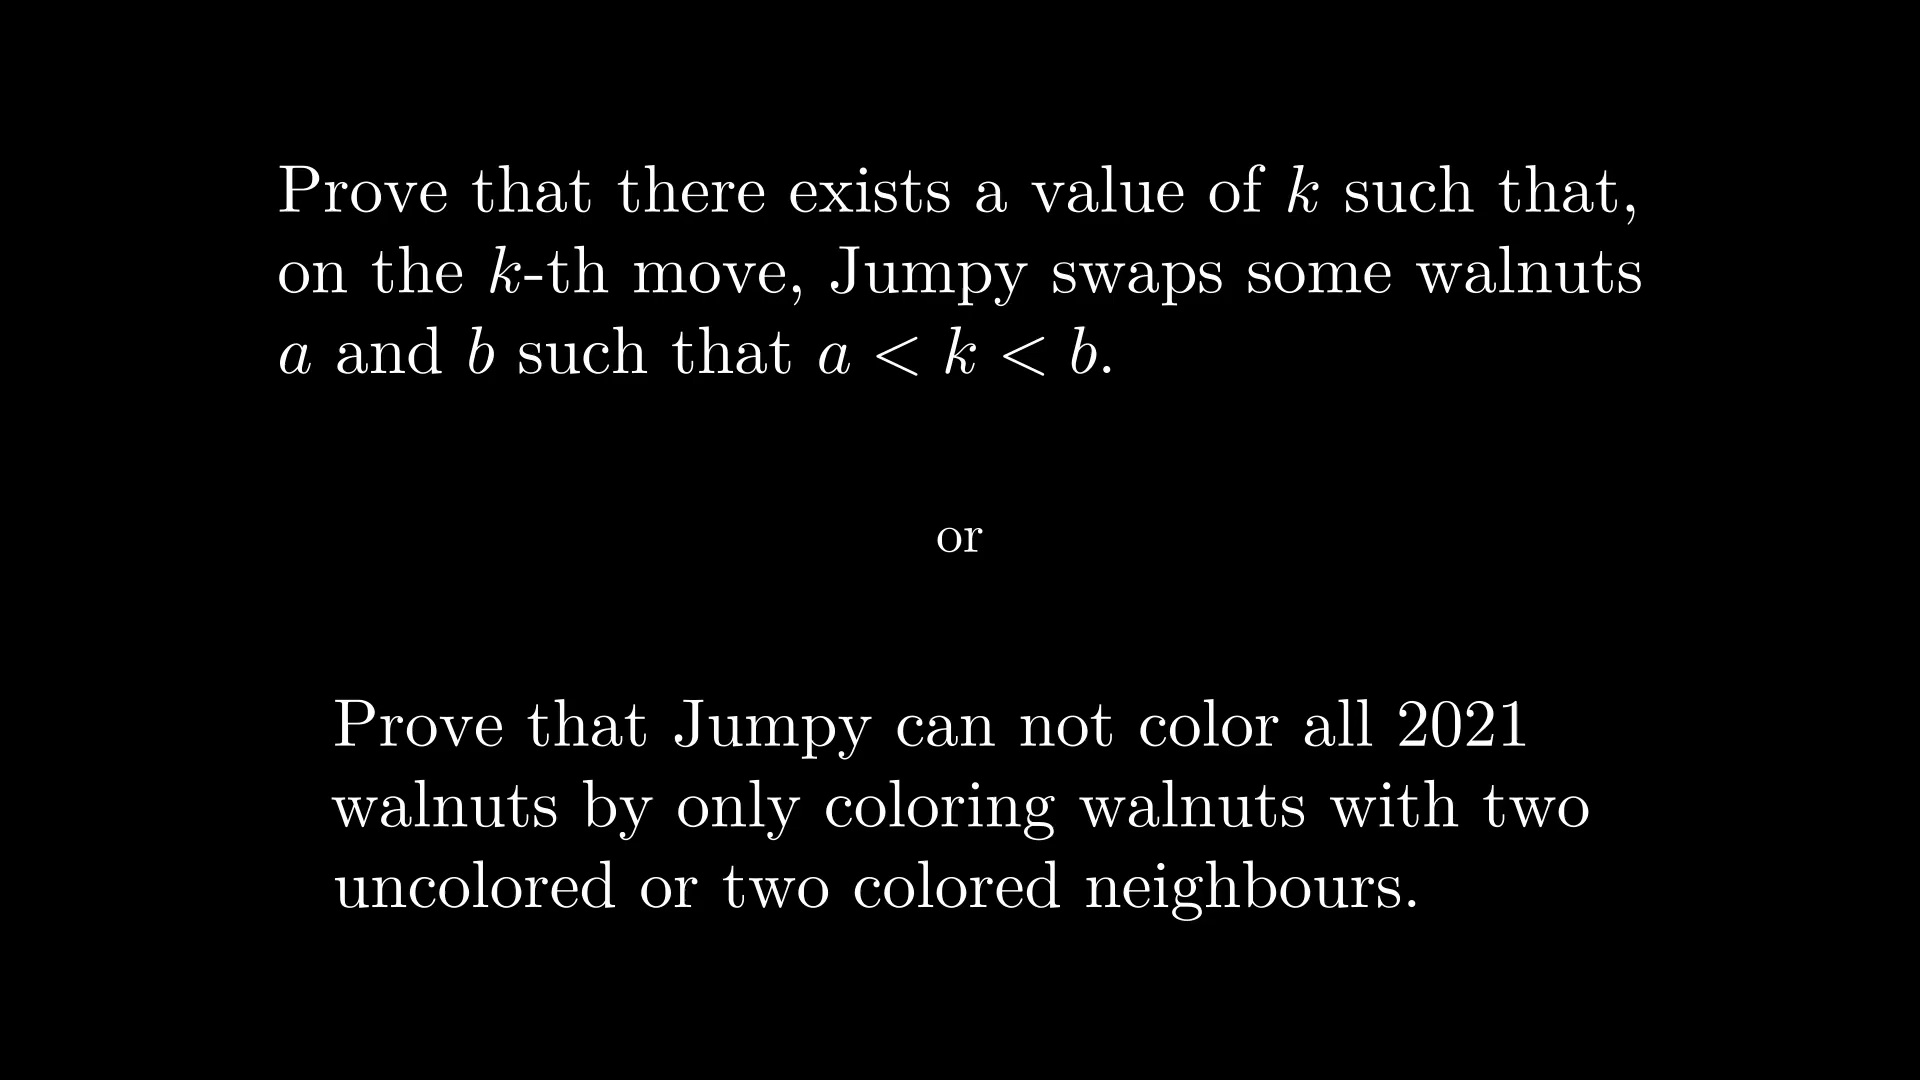 Prove that there exists a value of k such that,
on the k-th move, Jumpy swaps some walnuts
a and b such that a < k < b.
or
Prove that Jumpy can not color all 2021
walnuts by only coloring walnuts with two
uncolored or two colored neighbours.